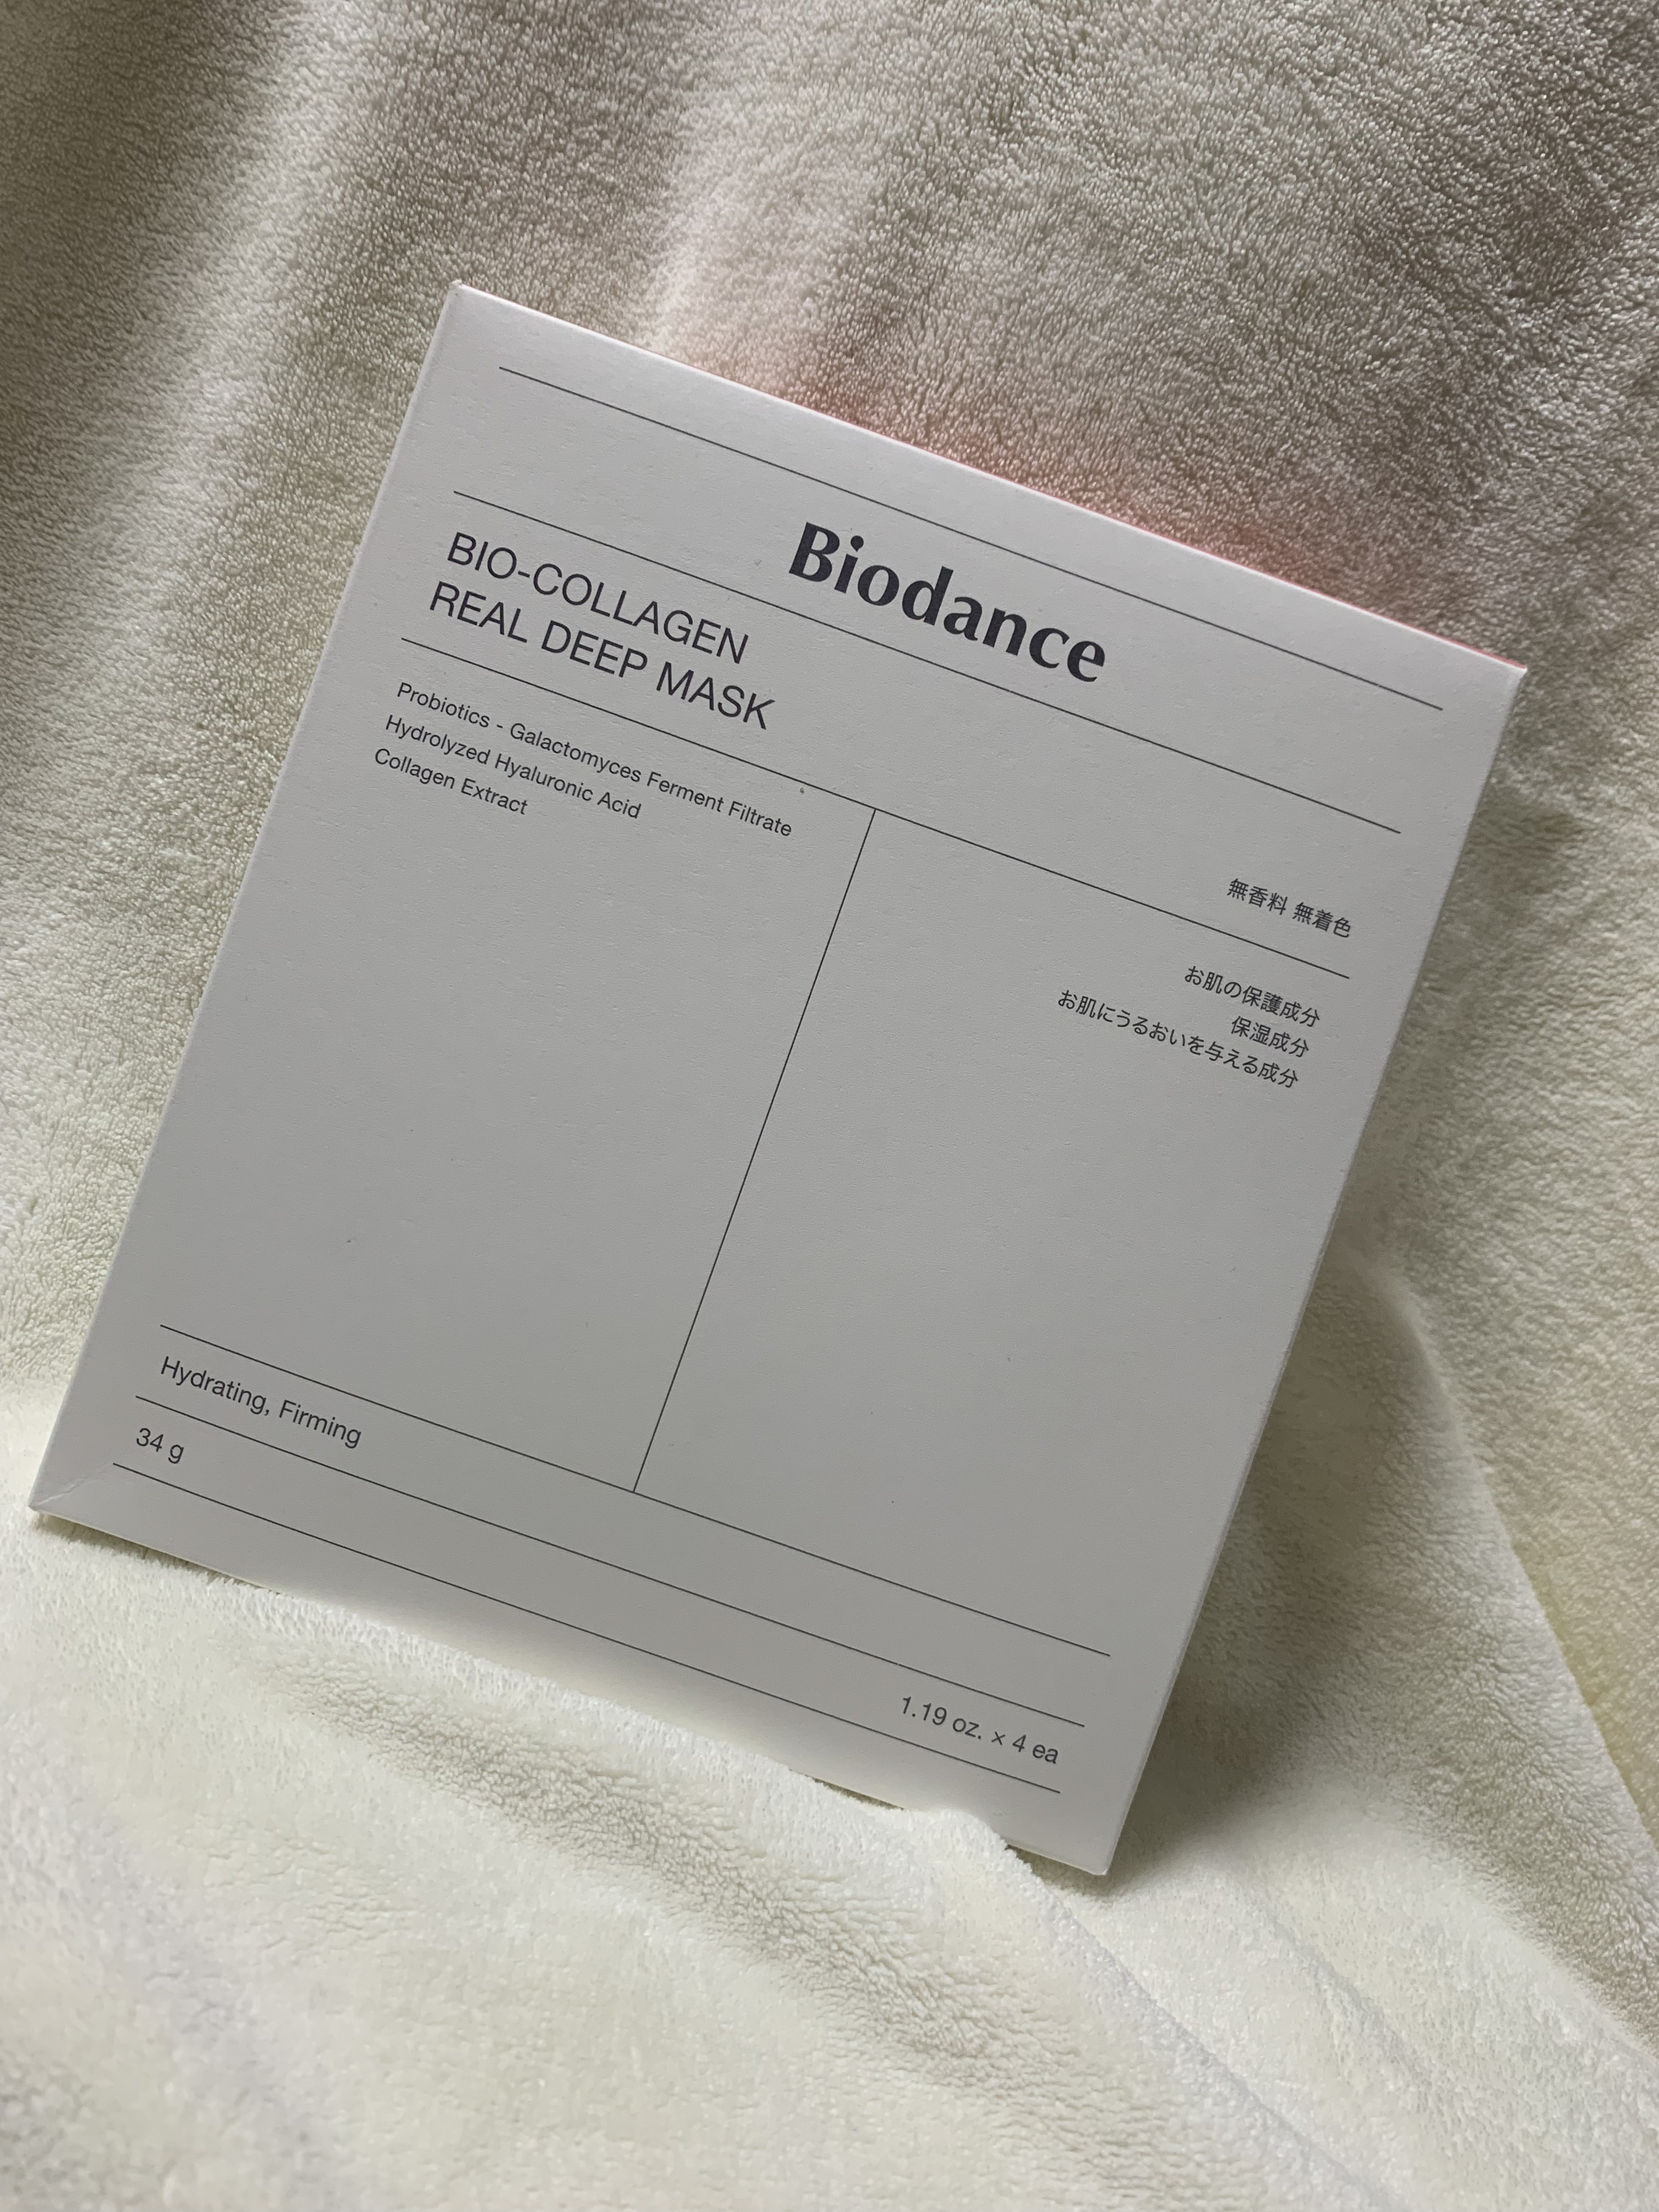 Biodance
BIO-COLLAGEN
REAL DEEP MASK
無香料 無着色
Probiotics - Galactomyces Ferment Filtrate
Hydrolyzed Hyaluronic Acid
Collagen Extract
お肌の保護成分
保湿成分
お肌にうるおいを与える成分
Hydrating, Firming
34 g
1.19 oz. × 4 ea